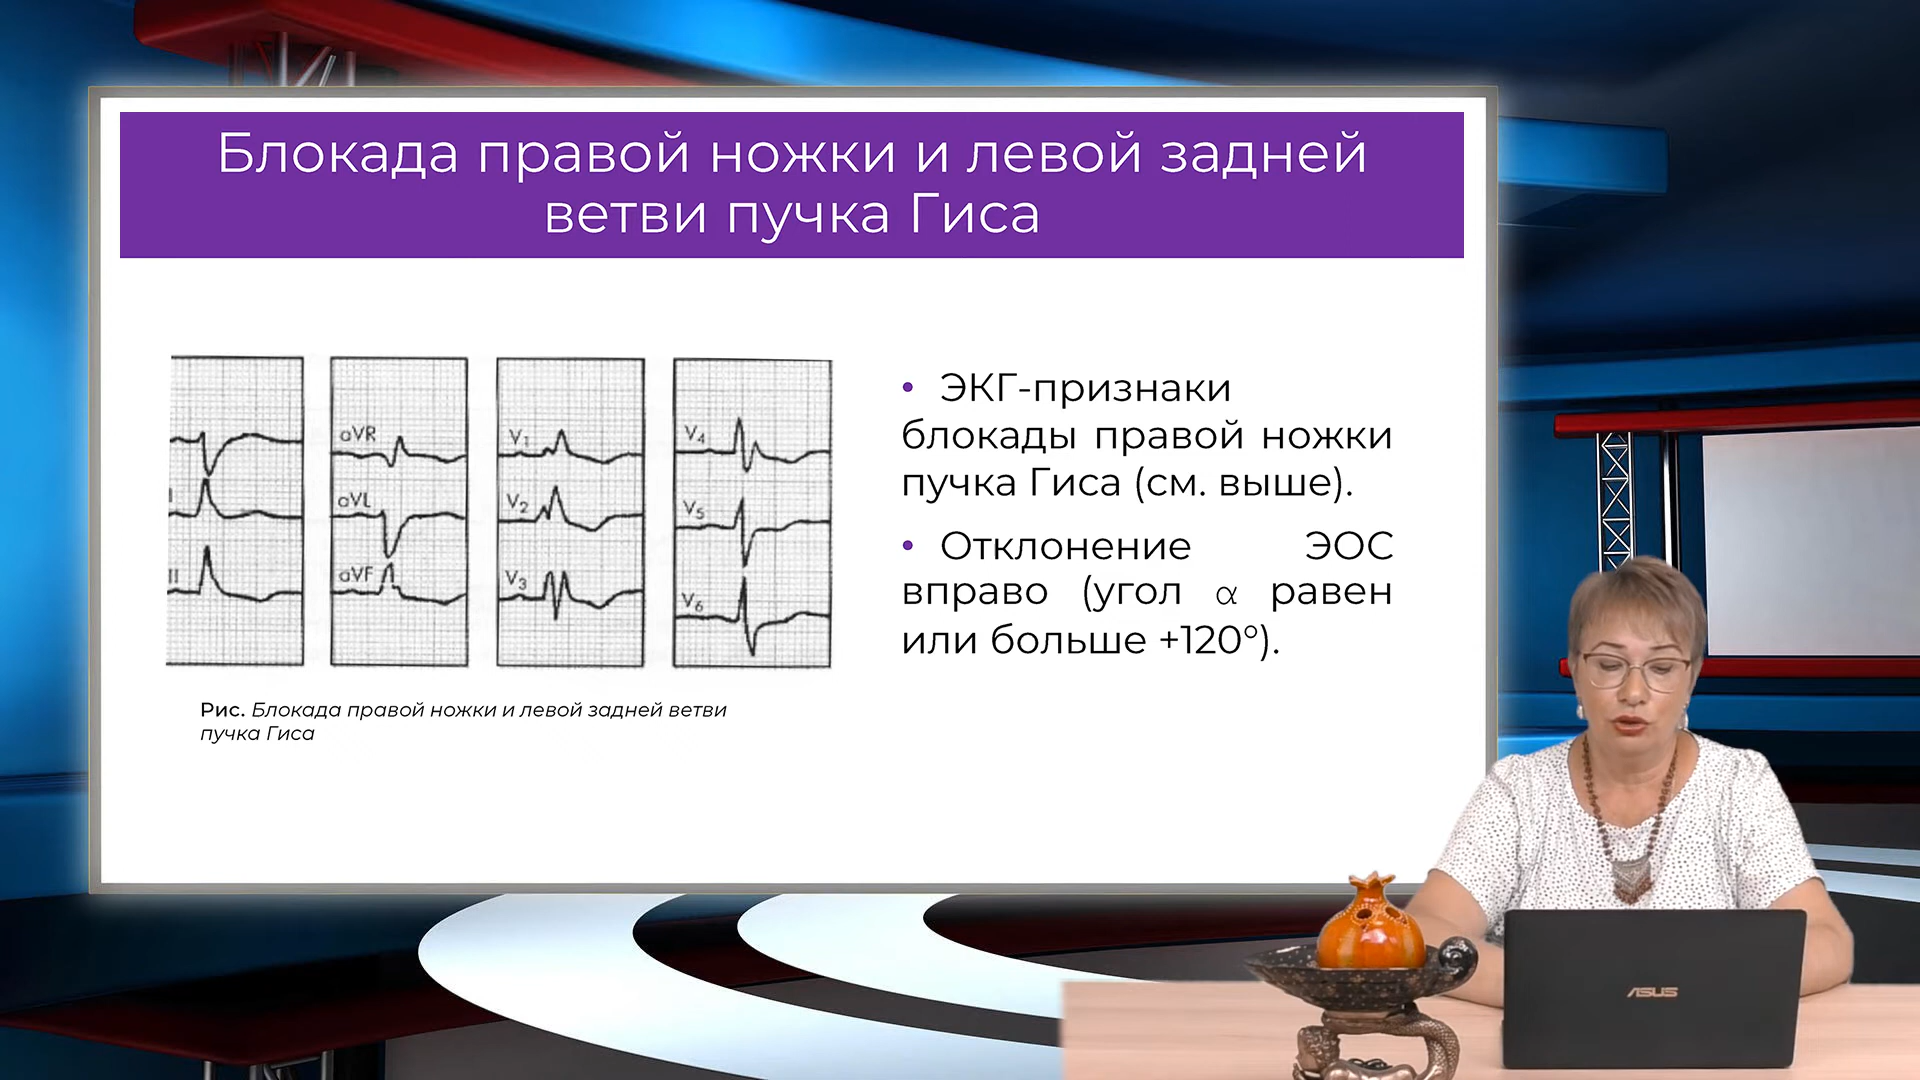 Блокада правой ножки и левой задней
ветви пучка Гиса
I
II
aVR
aVL
aVF
V1
V2
V3
V4
V5
V6
• ЭКГ-признаки
блокады правой ножки
пучка Гиса (см. выше).
• Отклонение ЭОС
вправо (угол α равен
или больше +120°).
Рис. Блокада правой ножки и левой задней ветви
пучка Гиса
ASUS